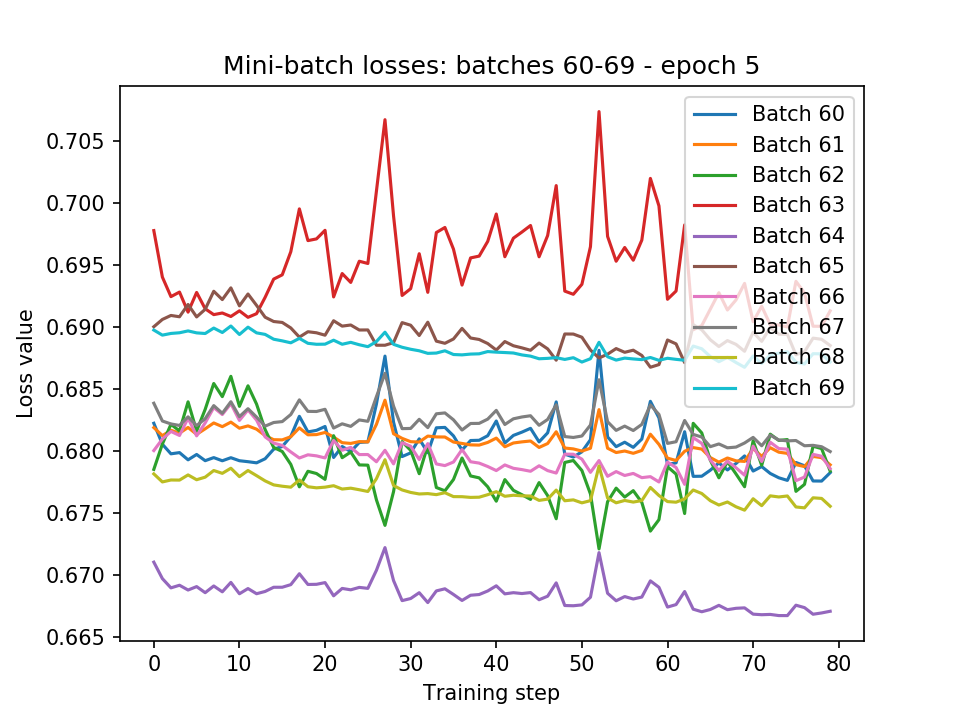 Mini-batch losses: batches 60-69 - epoch 5
Loss value
0.705
0.700
0.695
0.690
0.685
0.680
0.675
0.670
0.665
Batch 60
Batch 61
Batch 62
Batch 63
Batch 64
Batch 65
Batch 66
Batch 67
Batch 68
Batch 69
0 10 20 30 40 50 60 70 80
Training step